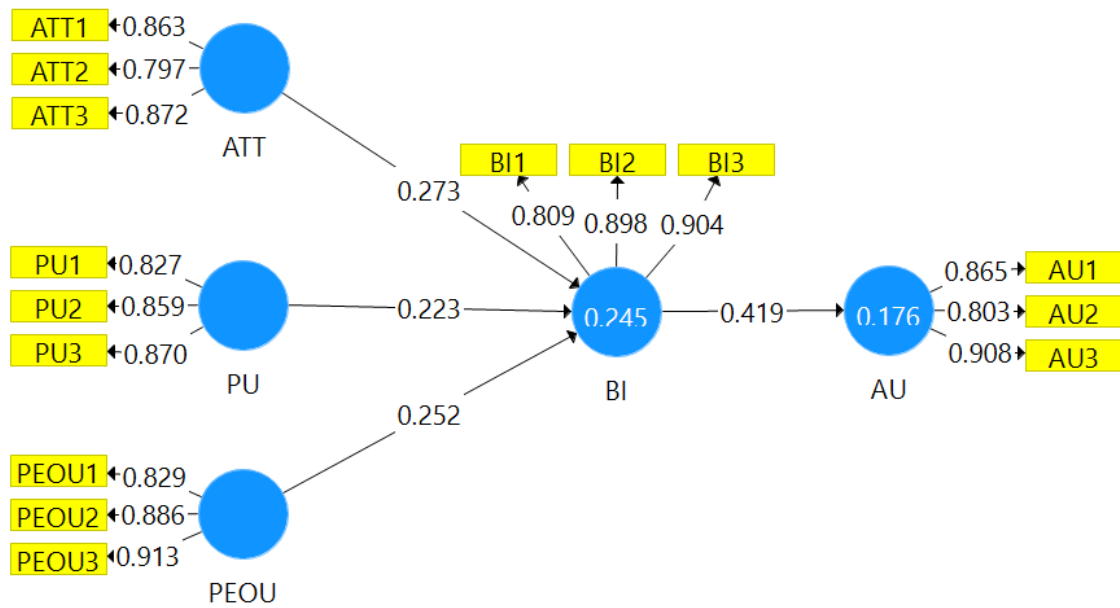 ATT1 0.863
ATT2 0.797
ATT3 0.872
ATT
0.273
BI1 BI2 BI3
0.809 0.898 0.904
PU1 0.827
PU2 0.859
PU3 0.870
PU
0.223
0.245
BI
0.419
0.176
AU
0.865 AU1
0.803 AU2
0.908 AU3
0.252
PEOU1 0.829
PEOU2 0.886
PEOU3 0.913
PEOU